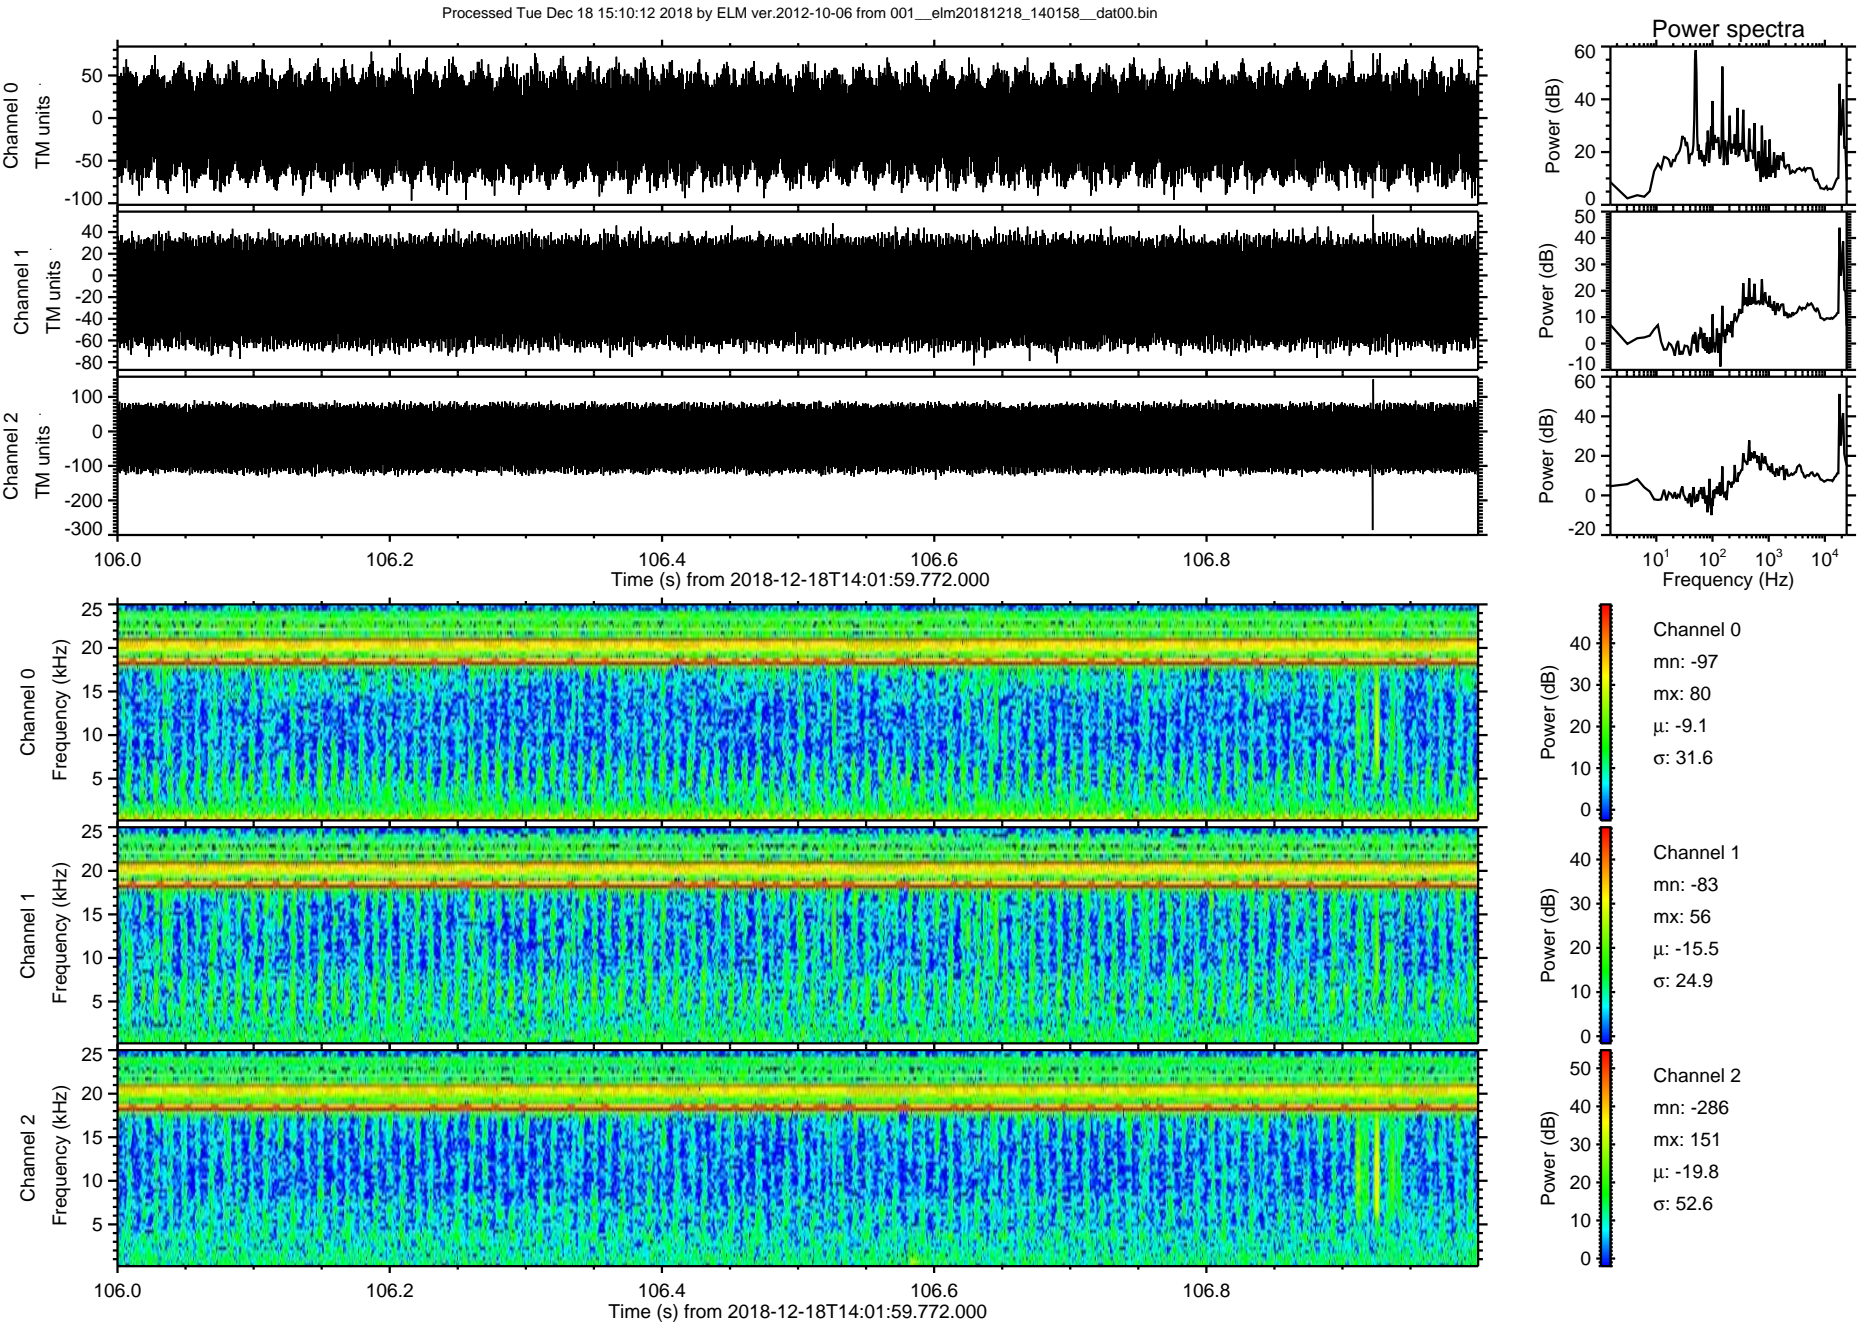 Processed Tue Dec 18 15:10:12 2018 by ELM ver.2012-10-06 from 001__elm20181218_140158__dat00.bin
Power spectra
Channel 0
TM units
50
0
-50
-100
Power (dB)
60
40
20
0
Channel 1
TM units
40
20
0
-20
-40
-60
-80
Power (dB)
50
40
30
20
10
0
-10
Channel 2
TM units
100
0
-100
-200
-300
Power (dB)
60
40
20
0
-20
106.0 106.2 106.4 106.6 106.8
Time (s) from 2018-12-18T14:01:59.772.000
10¹ 10² 10³ 10⁴
Frequency (Hz)
Channel 0
Frequency (kHz)
25
20
15
10
5
Power (dB)
40
30
20
10
0
Channel 0
mn: -97
mx: 80
μ: -9.1
σ: 31.6
Channel 1
Frequency (kHz)
25
20
15
10
5
Power (dB)
40
30
20
10
0
Channel 1
mn: -83
mx: 56
μ: -15.5
σ: 24.9
Channel 2
Frequency (kHz)
25
20
15
10
5
Power (dB)
50
40
30
20
10
0
Channel 2
mn: -286
mx: 151
μ: -19.8
σ: 52.6
106.0 106.2 106.4 106.6 106.8
Time (s) from 2018-12-18T14:01:59.772.000